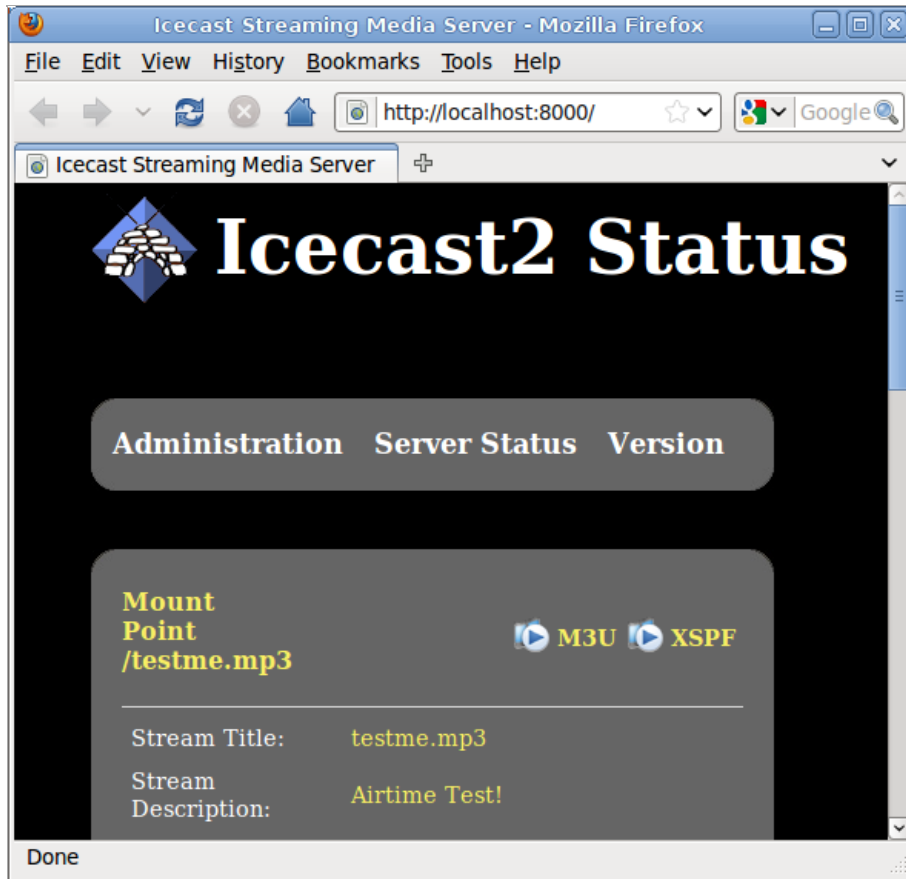 Icecast Streaming Media Server - Mozilla Firefox
File Edit View History Bookmarks Tools Help
http://localhost:8000/ Google
Icecast Streaming Media Server
Icecast2 Status
Administration Server Status Version
Mount
Point
/testme.mp3
M3U XSPF
Stream Title: testme.mp3
Stream
Description:
Airtime Test!
Done